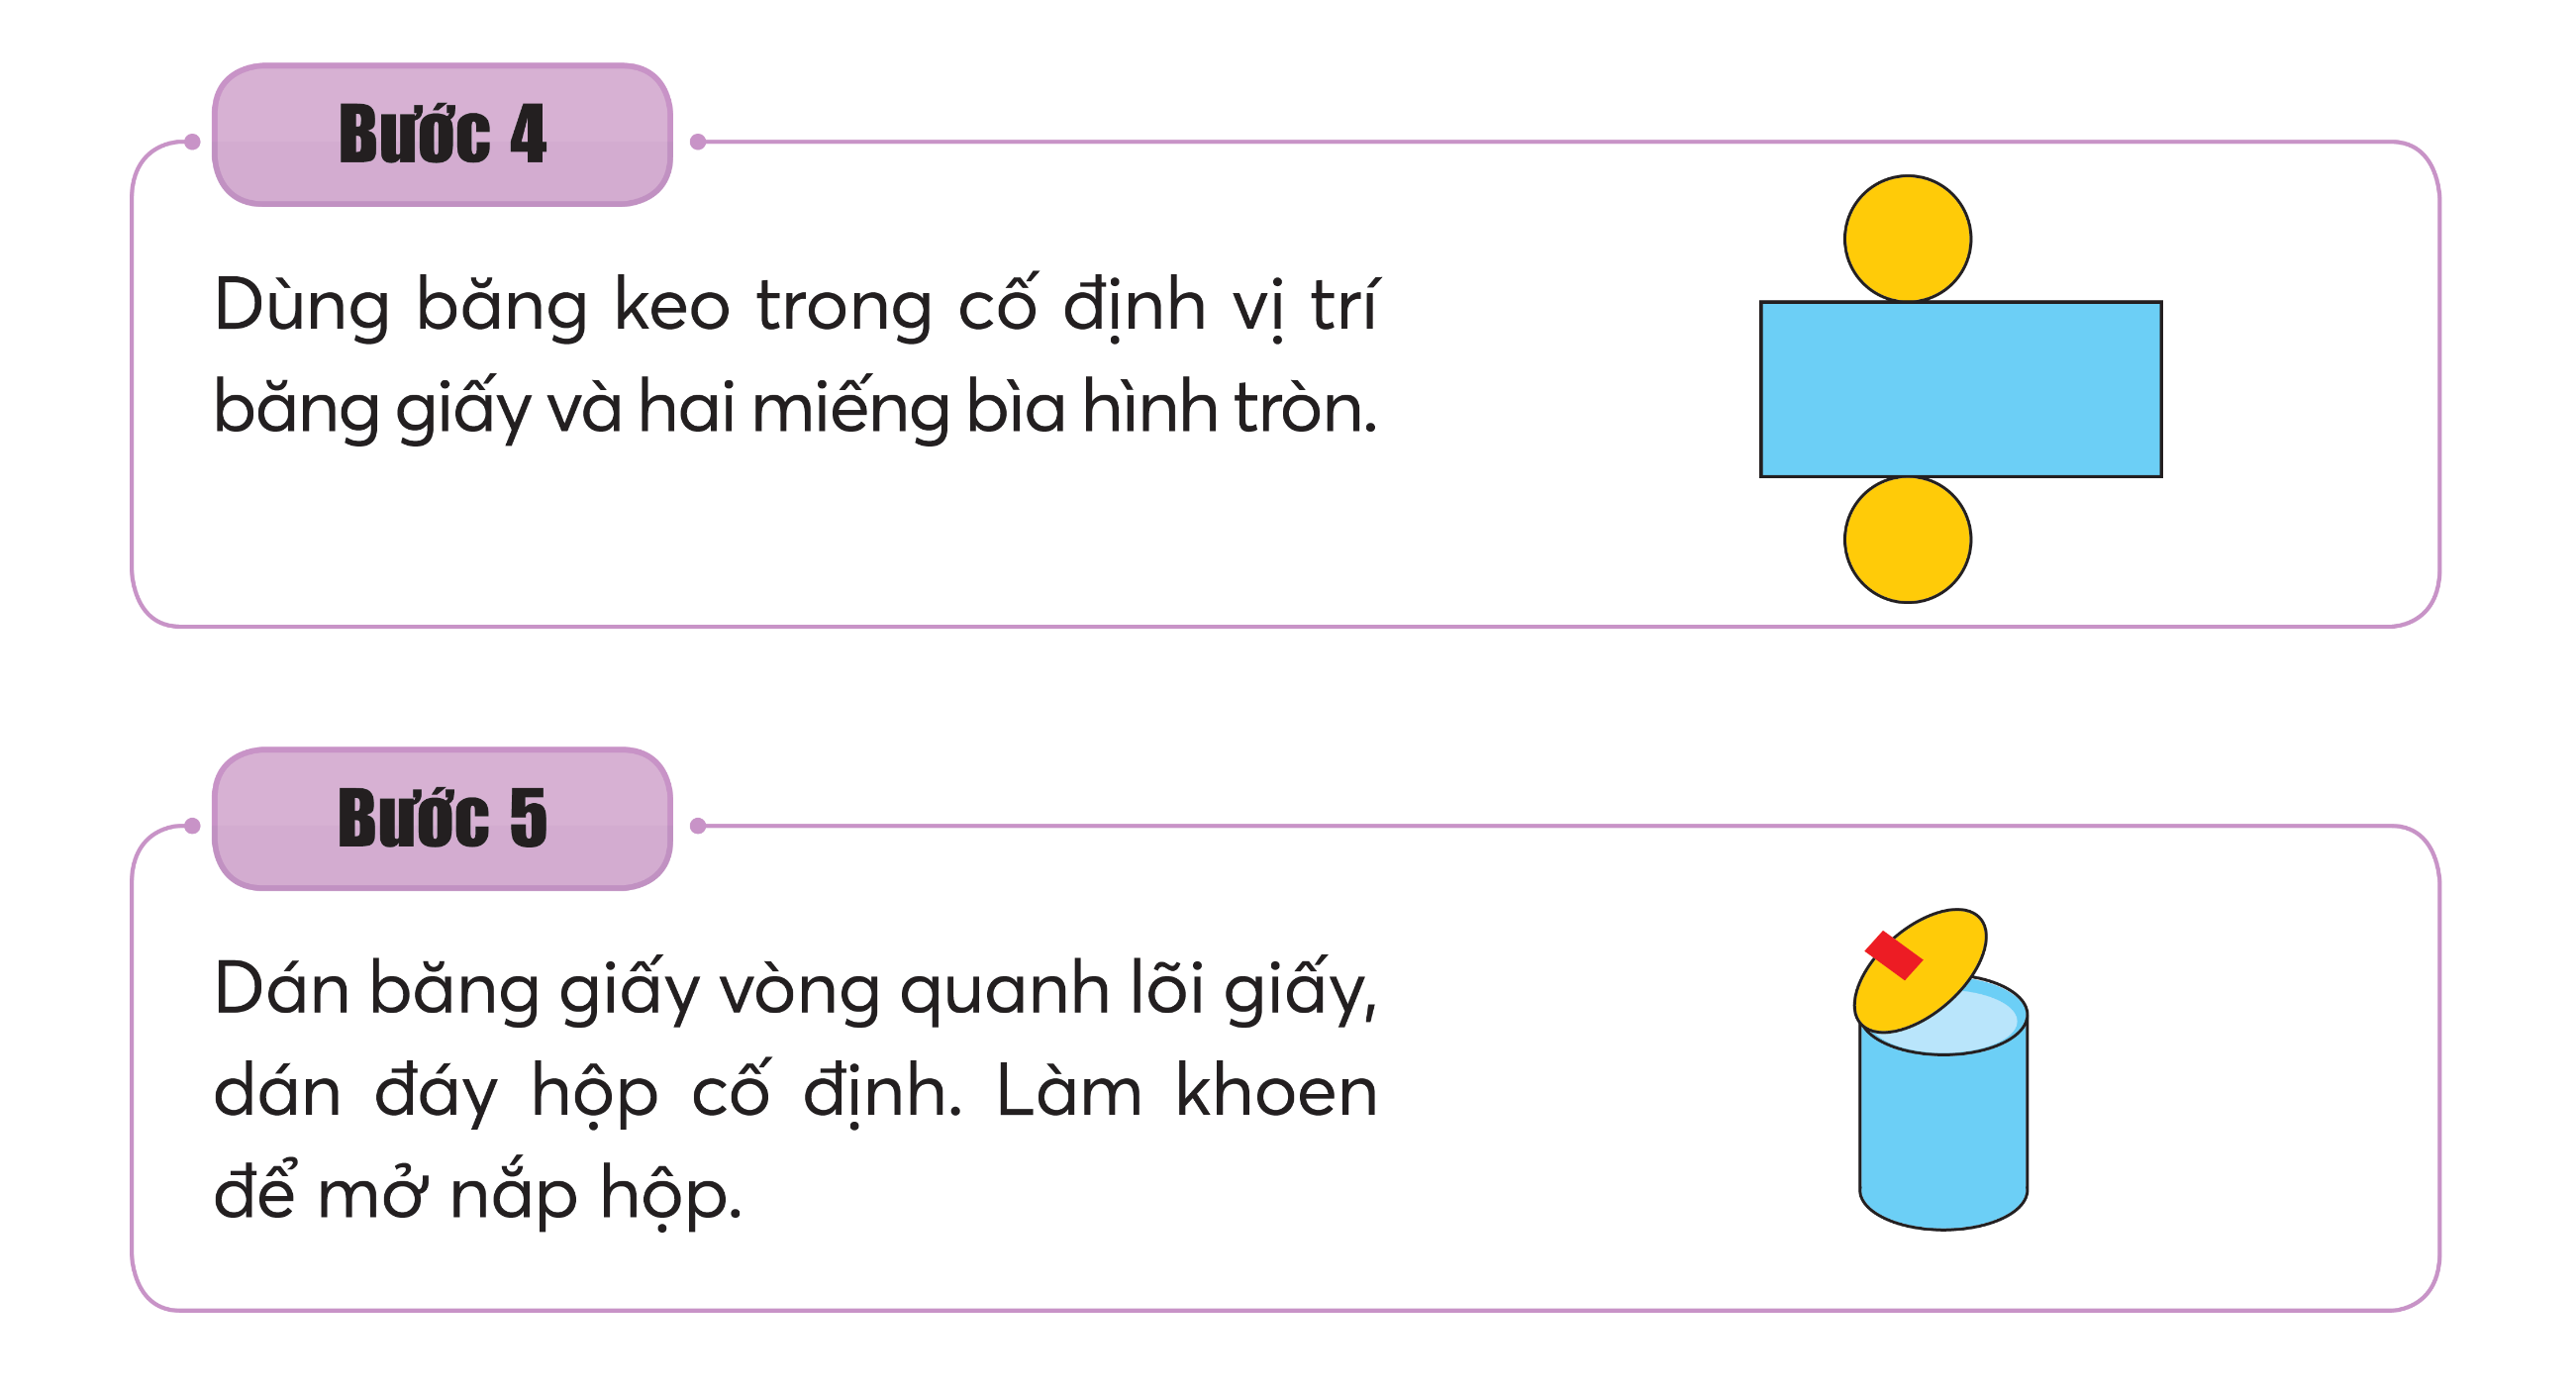 Bước 4
Dùng băng keo trong cố định vị trí
băng giấy và hai miếng bìa hình tròn.
Bước 5
Dán băng giấy vòng quanh lõi giấy,
dán đáy hộp cố định. Làm khoen
để mở nắp hộp.